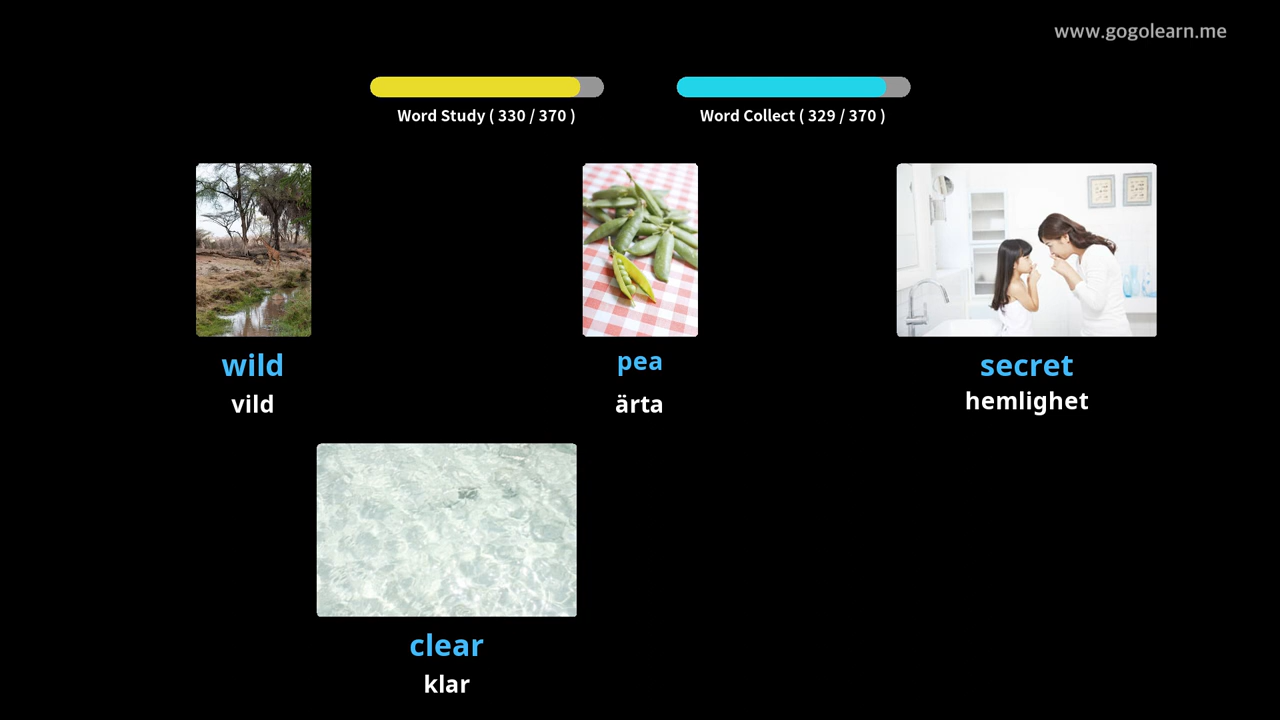 www.gogolearn.me
Word Study ( 330 / 370 )
Word Collect ( 329 / 370 )
wild
vild
pea
ärta
secret
hemlighet
clear
klar